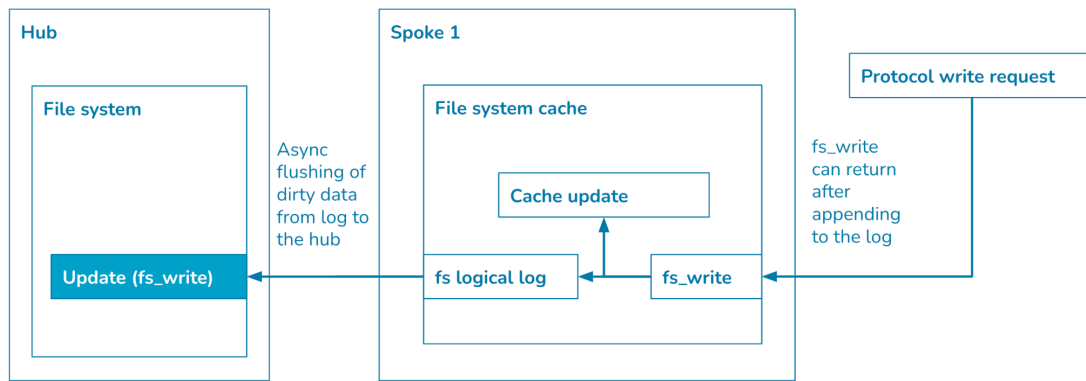 Hub
File system
Async
flushing of
dirty data
from log to
the hub
Update (fs_write)
Spoke 1
File system cache
Cache update
fs logical log
fs_write
Protocol write request
fs_write
can return
after
appending
to the log